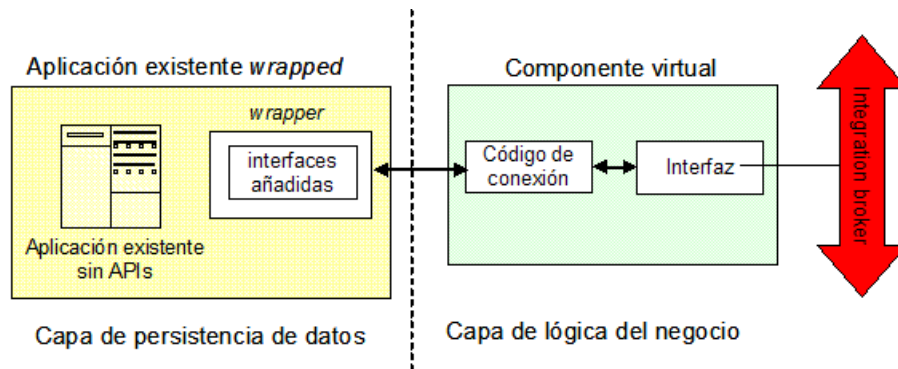 Aplicación existente wrapped
Componente virtual
wrapper
interfaces
añadidas
Código de
conexión
Interfaz
Integration broker
Aplicación existente
sin APIs
Capa de persistencia de datos
Capa de lógica del negocio